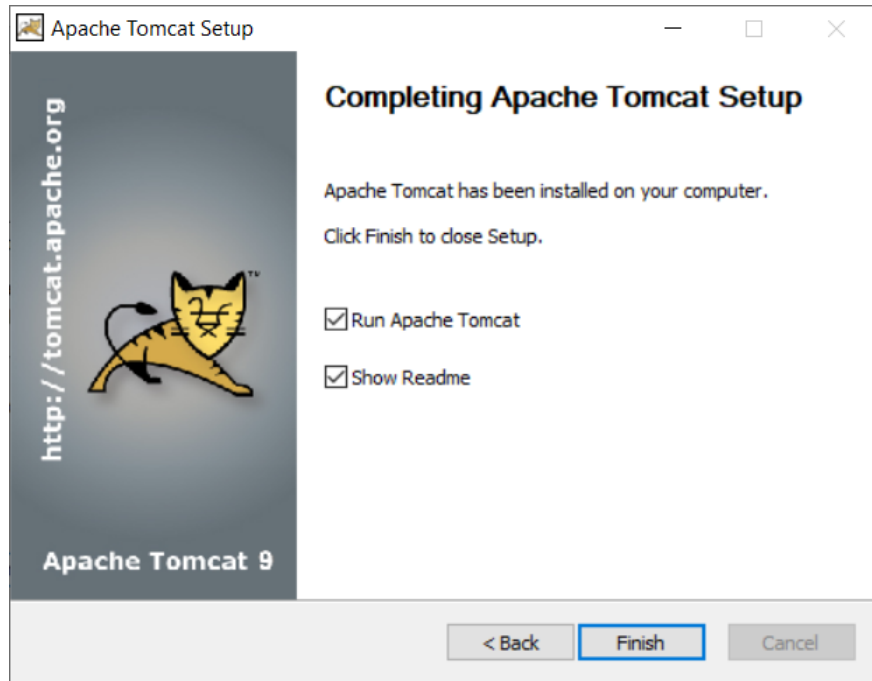 Apache Tomcat Setup
http://tomcat.apache.org
TM
Apache Tomcat 9
Completing Apache Tomcat Setup
Apache Tomcat has been installed on your computer.
Click Finish to close Setup.
Run Apache Tomcat
Show Readme
< Back
Finish
Cancel